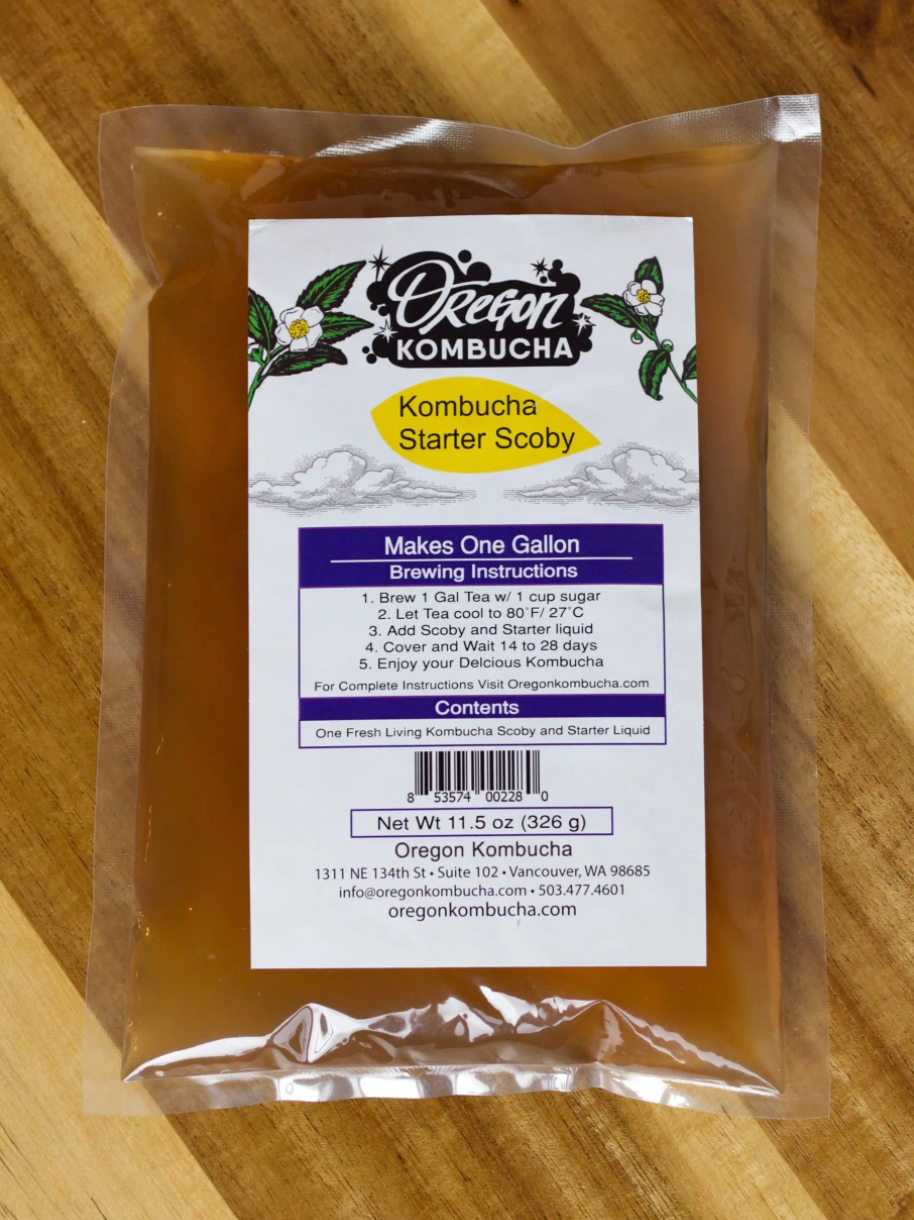 Oregon
KOMBUCHA
Kombucha
Starter Scoby
Makes One Gallon
Brewing Instructions
1. Brew 1 Gal Tea w/ 1 cup sugar
2. Let Tea cool to 80°F/ 27°C
3. Add Scoby and Starter liquid
4. Cover and Wait 14 to 28 days
5. Enjoy your Delcious Kombucha
For Complete Instructions Visit Oregonkombucha.com
Contents
One Fresh Living Kombucha Scoby and Starter Liquid
8 53574 00228 0
Net Wt 11.5 oz (326 g)
Oregon Kombucha
1311 NE 134th St • Suite 102 • Vancouver, WA 98685
info@oregonkombucha.com • 503.477.4601
oregonkombucha.com